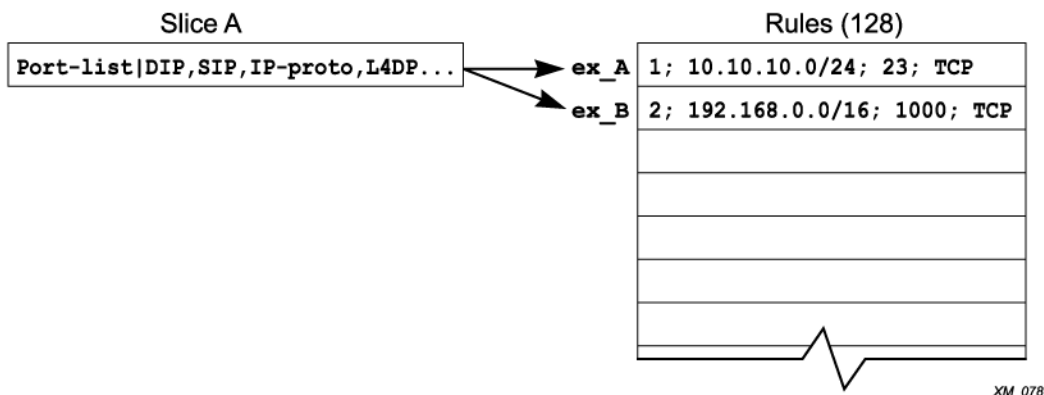 Slice A
Rules (128)
Port-list|DIP,SIP,IP-proto,L4DP...
ex_A
1; 10.10.10.0/24; 23; TCP
ex_B
2; 192.168.0.0/16; 1000; TCP
XM_078